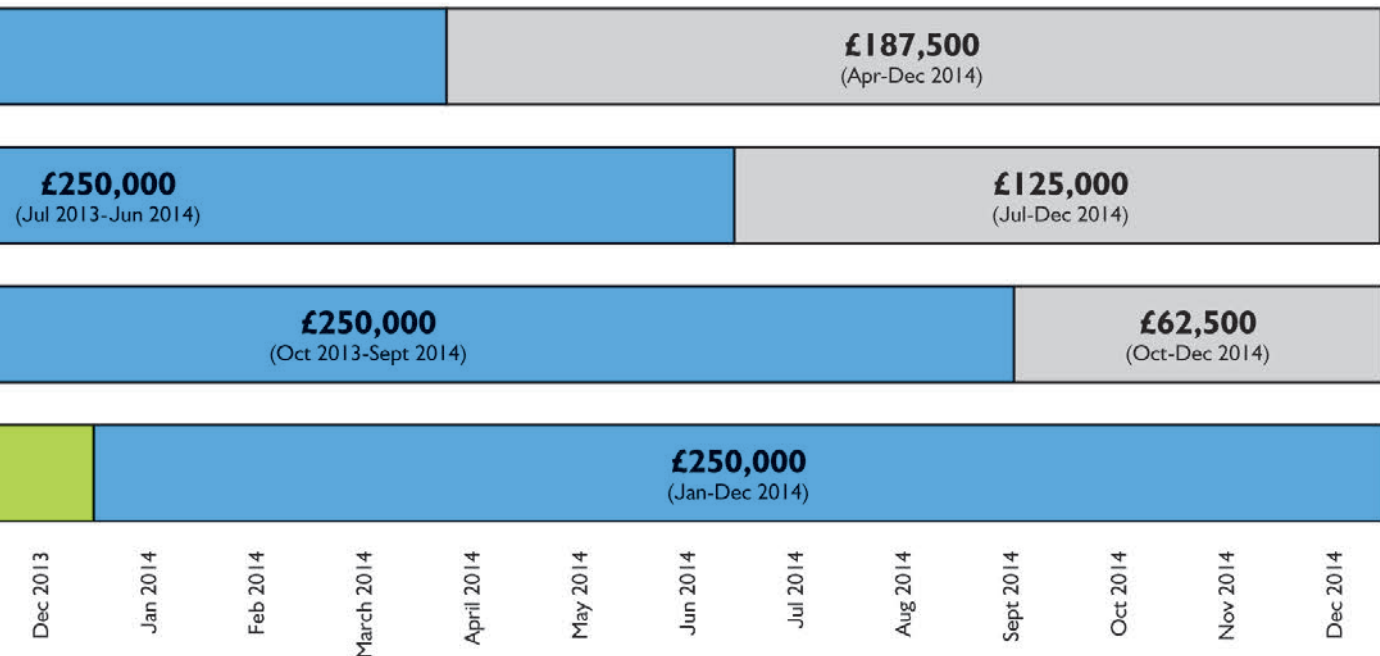 £187,500
(Apr-Dec 2014)
£250,000
(Jul 2013-Jun 2014)
£125,000
(Jul-Dec 2014)
£250,000
(Oct 2013-Sept 2014)
£62,500
(Oct-Dec 2014)
£250,000
(Jan-Dec 2014)
Dec 2013
Jan 2014
Feb 2014
March 2014
April 2014
May 2014
Jun 2014
Jul 2014
Aug 2014
Sept 2014
Oct 2014
Nov 2014
Dec 2014